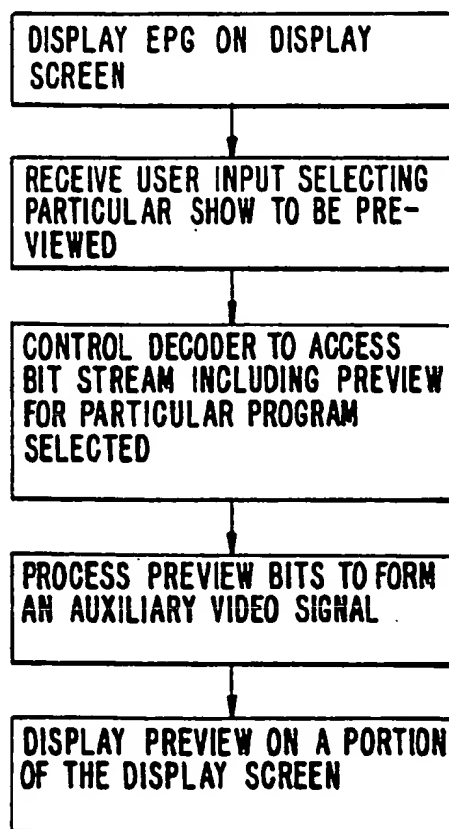 DISPLAY EPG ON DISPLAY
SCREEN
RECEIVE USER INPUT SELECTING
PARTICULAR SHOW TO BE PRE-
VIEWED
CONTROL DECODER TO ACCESS
BIT STREAM INCLUDING PREVIEW
FOR PARTICULAR PROGRAM
SELECTED
PROCESS PREVIEW BITS TO FORM
AN AUXILIARY VIDEO SIGNAL
DISPLAY PREVIEW ON A PORTION
OF THE DISPLAY SCREEN